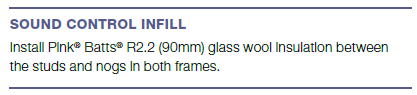 SOUND CONTROL INFILL
Install Pink® Batts® R2.2 (90mm) glass wool insulation between
the studs and nogs in both frames.